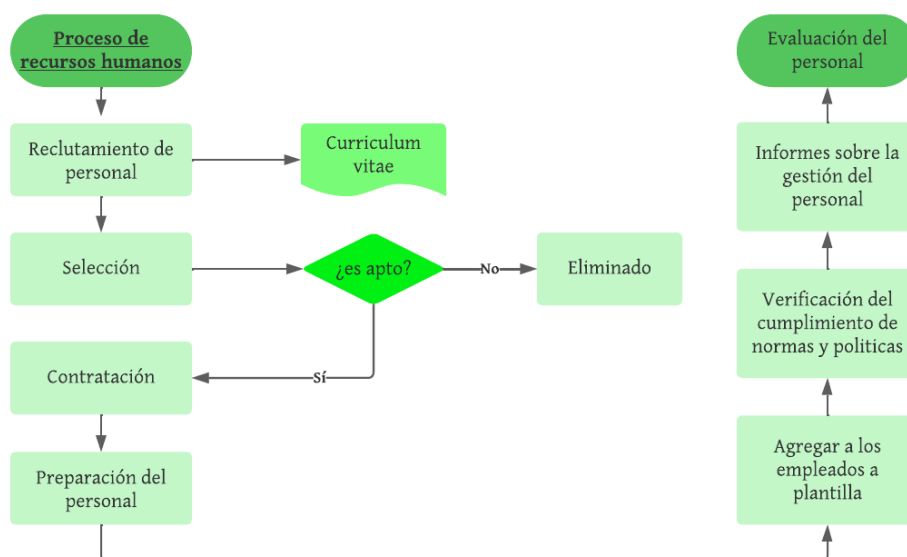 Proceso de
recursos humanos
Reclutamiento de
personal
Curriculum
vitae
Selección
¿es apto?
No
Eliminado
Sí
Contratación
Preparación del
personal
Evaluación del
personal
Informes sobre la
gestión del
personal
Verificación del
cumplimiento de
normas y politicas
Agregar a los
empleados a
plantilla